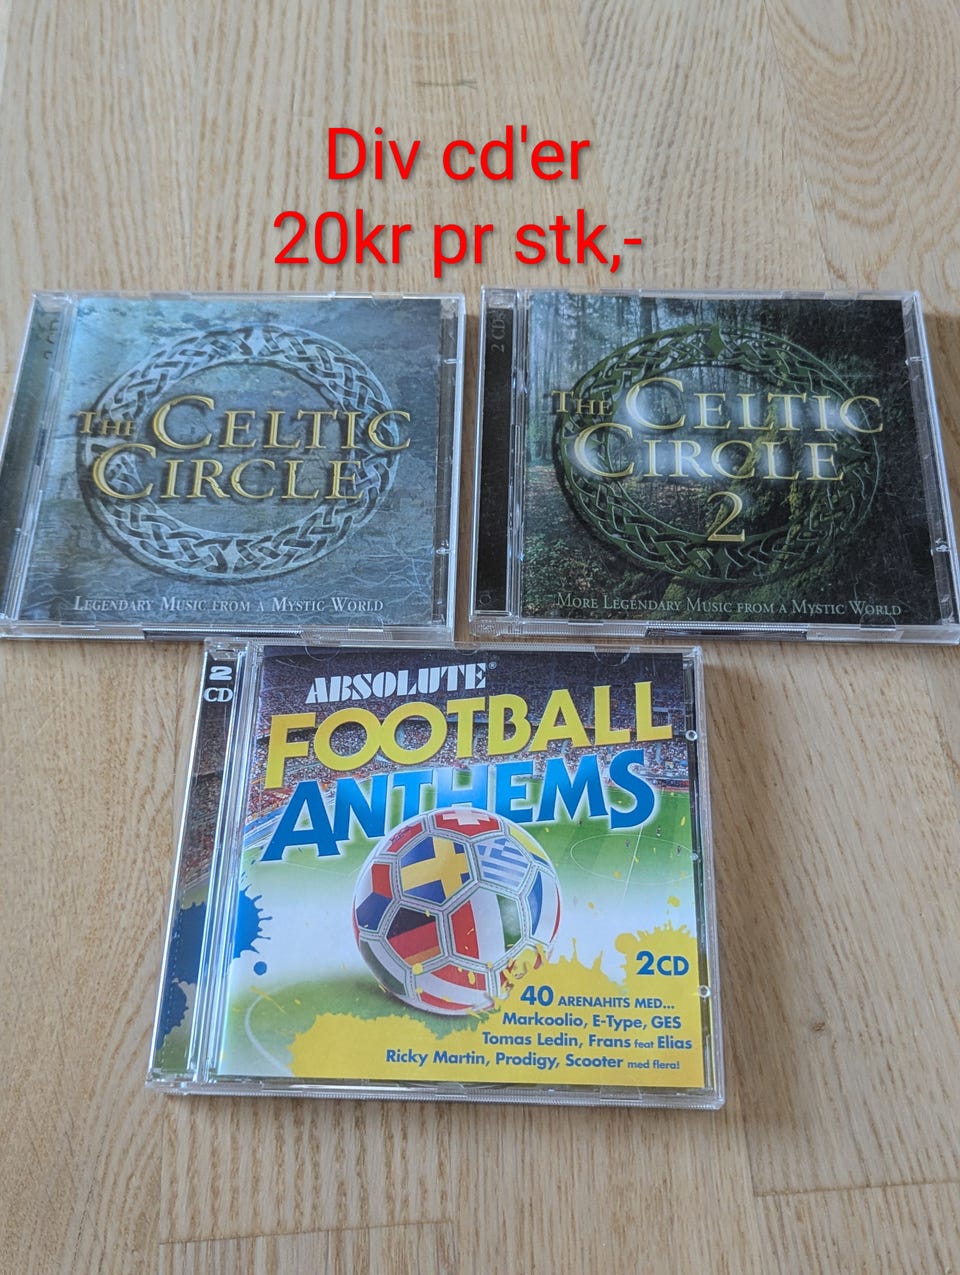 Div cd'er
20kr pr stk,-
2 CD
THE CELTIC
CIRCLE
LEGENDARY MUSIC FROM A MYSTIC WORLD
2 CDs
THE CELTIC
CIRCLE
2
MORE LEGENDARY MUSIC FROM A MYSTIC WORLD
2
CD
ABSOLUTE®
FOOTBALL
ANTHEMS
2CD
40 ARENAHITS MED...
Markoolio, E-Type, GES
Tomas Ledin, Frans feat Elias
Ricky Martin, Prodigy, Scooter med flera!